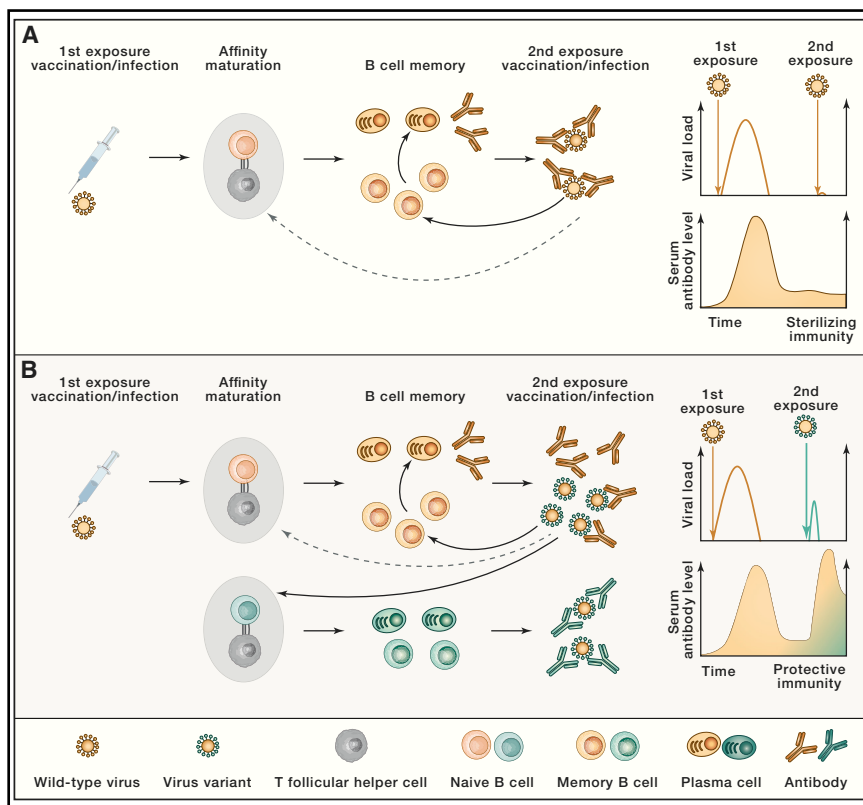 A
1st exposure
vaccination/infection
Affinity
maturation
B cell memory
2nd exposure
vaccination/infection
1st
exposure
2nd
exposure
Viral load
Serum
antibody level
Time
Sterilizing
immunity
B
1st exposure
vaccination/infection
Affinity
maturation
B cell memory
2nd exposure
vaccination/infection
1st
exposure
2nd
exposure
Viral load
Serum
antibody level
Time
Protective
immunity
Wild-type virus
Virus variant
T follicular helper cell
Naive B cell
Memory B cell
Plasma cell
Antibody